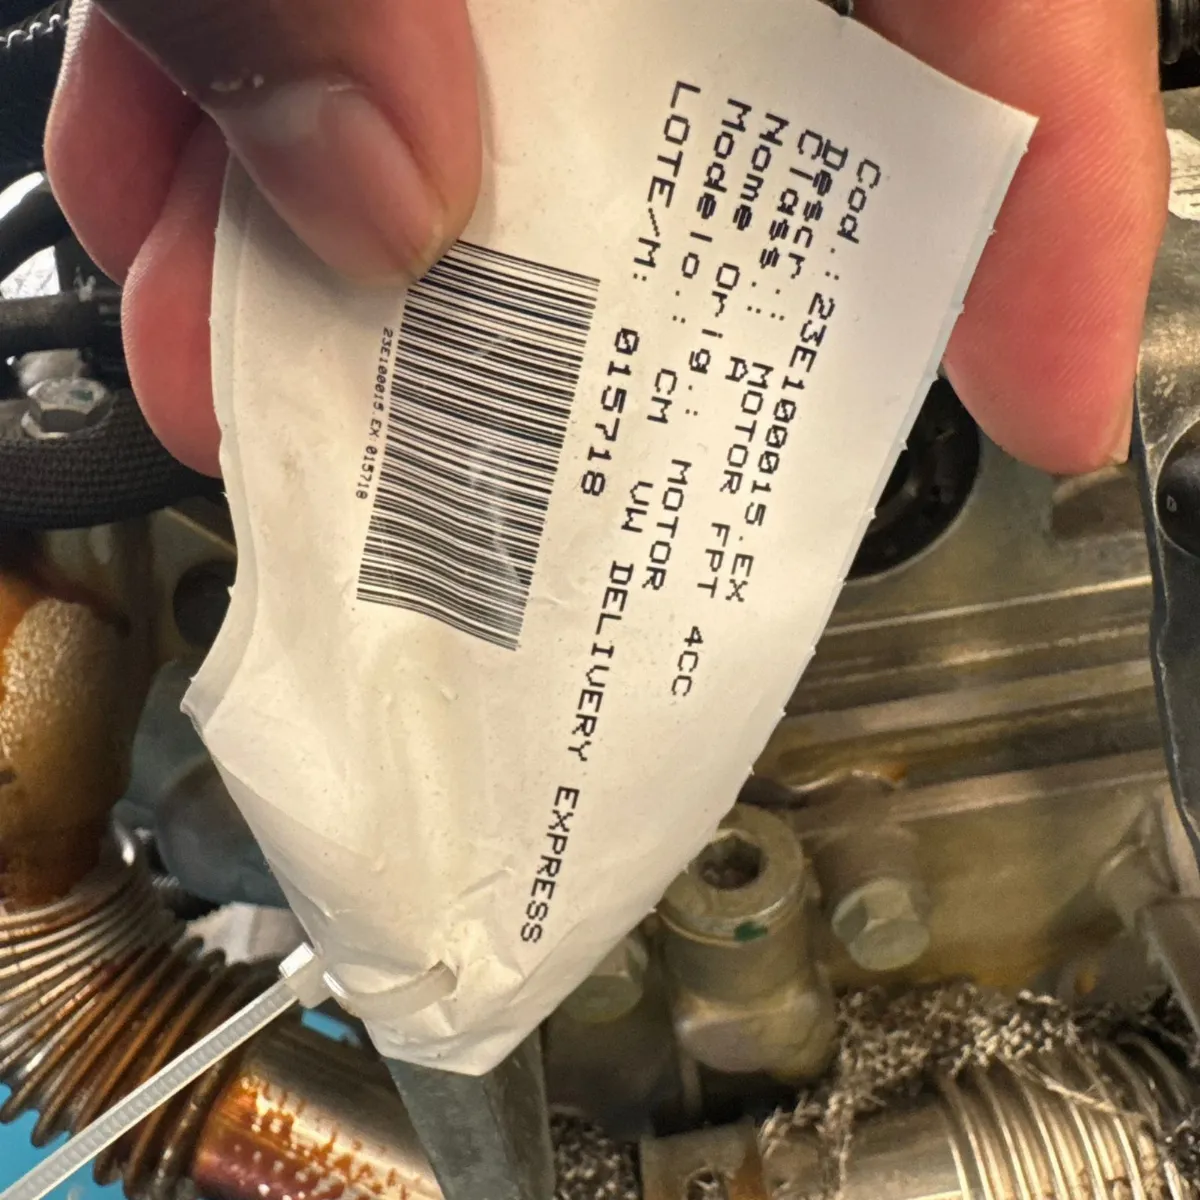 Cod.: 23E100015.EX
Descr.: MOTOR FPT 4CC
Class.: A
Nome Orig.: MOTOR
Modelo.: CM VW DELIVERY EXPRESS
LOTE/M: 015718
23E100015.EX 015718